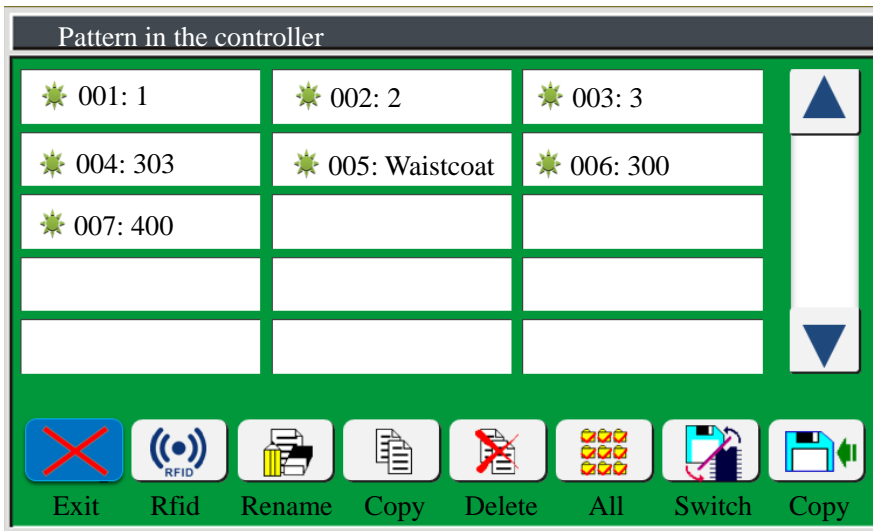 Pattern in the controller
001: 1
002: 2
003: 3
004: 303
005: Waistcoat
006: 300
007: 400
RFID
Exit
Rfid
Rename
Copy
Delete
All
Switch
Copy